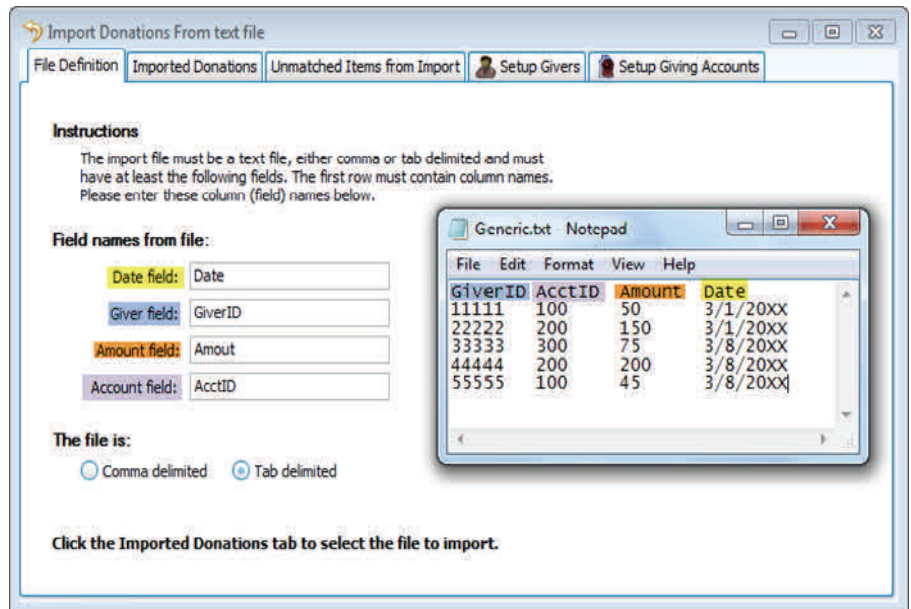 Import Donations From text file
File Definition Imported Donations Unmatched Items from Import Setup Givers Setup Giving Accounts
Instructions
The import file must be a text file, either comma or tab delimited and must
have at least the following fields. The first row must contain column names.
Please enter these column (field) names below.
Field names from file:
Date field: Date
Giver field: GiverID
Amount field: Amout
Account field: AcctID
The file is:
Comma delimited Tab delimited
Click the Imported Donations tab to select the file to import.
Generic.txt Notepad
File Edit Format View Help
GiverID AcctID Amount Date
11111 100 50 3/1/20XX
22222 200 150 3/1/20XX
33333 300 75 3/8/20XX
44444 200 200 3/8/20XX
55555 100 45 3/8/20XX